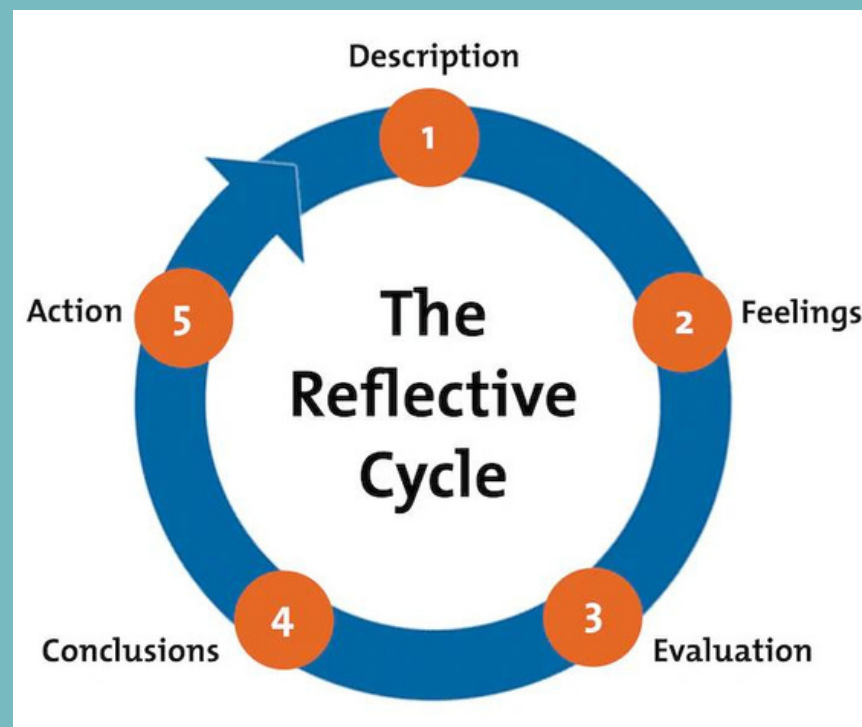 Description
1
Action
5
The
Reflective
Cycle
2
Feelings
Conclusions
4
3
Evaluation